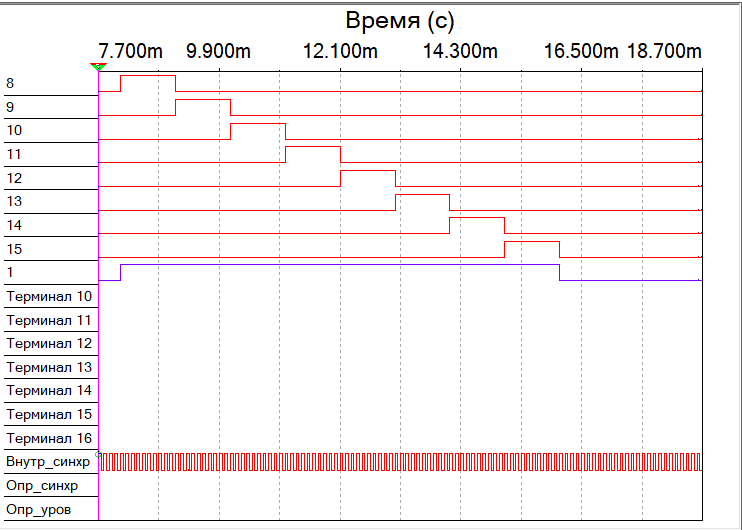 Время (с)
7.700m 9.900m 12.100m 14.300m 16.500m 18.700m
8
9
10
11
12
13
14
15
1
Терминал 10
Терминал 11
Терминал 12
Терминал 13
Терминал 14
Терминал 15
Терминал 16
Внутр_синхр
Опр_синхр
Опр_уров